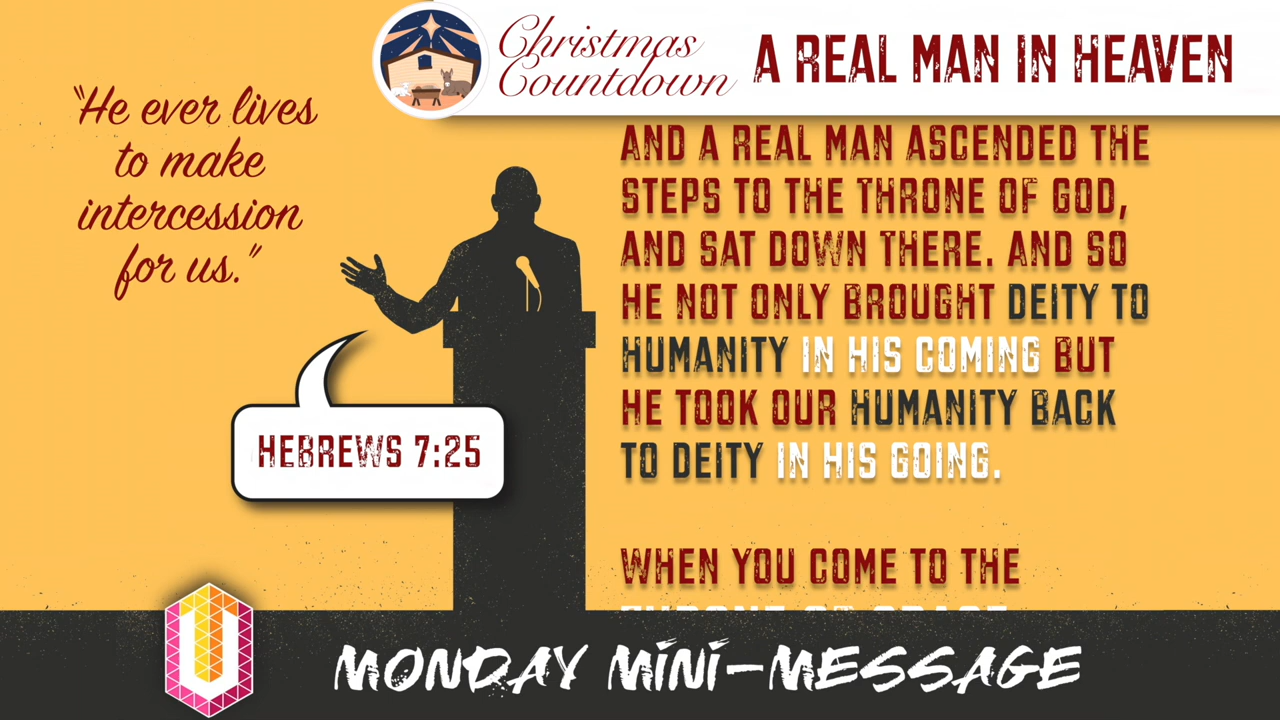 Christmas
Countdown
A REAL MAN IN HEAVEN
"He ever lives
to make
intercession
for us."
HEBREWS 7:25
AND A REAL MAN ASCENDED THE
STEPS TO THE THRONE OF GOD,
AND SAT DOWN THERE. AND SO
HE NOT ONLY BROUGHT DEITY TO
HUMANITY IN HIS COMING BUT
HE TOOK OUR HUMANITY BACK
TO DEITY IN HIS GOING.
WHEN YOU COME TO THE
U
MONDAY MINI-MESSAGE